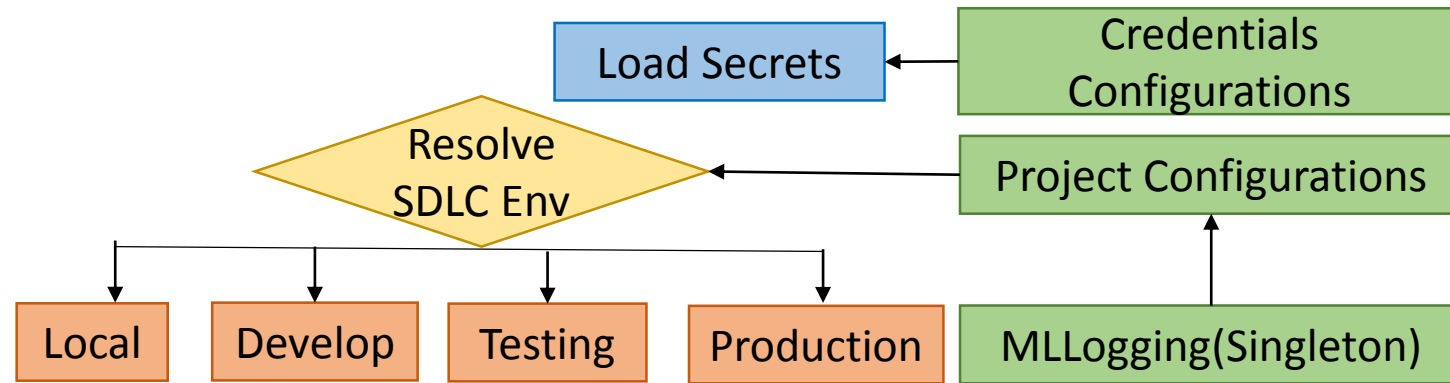 Load Secrets
Credentials
Configurations
Resolve
SDLC Env
Project Configurations
Local
Develop
Testing
Production
MLLogging(Singleton)